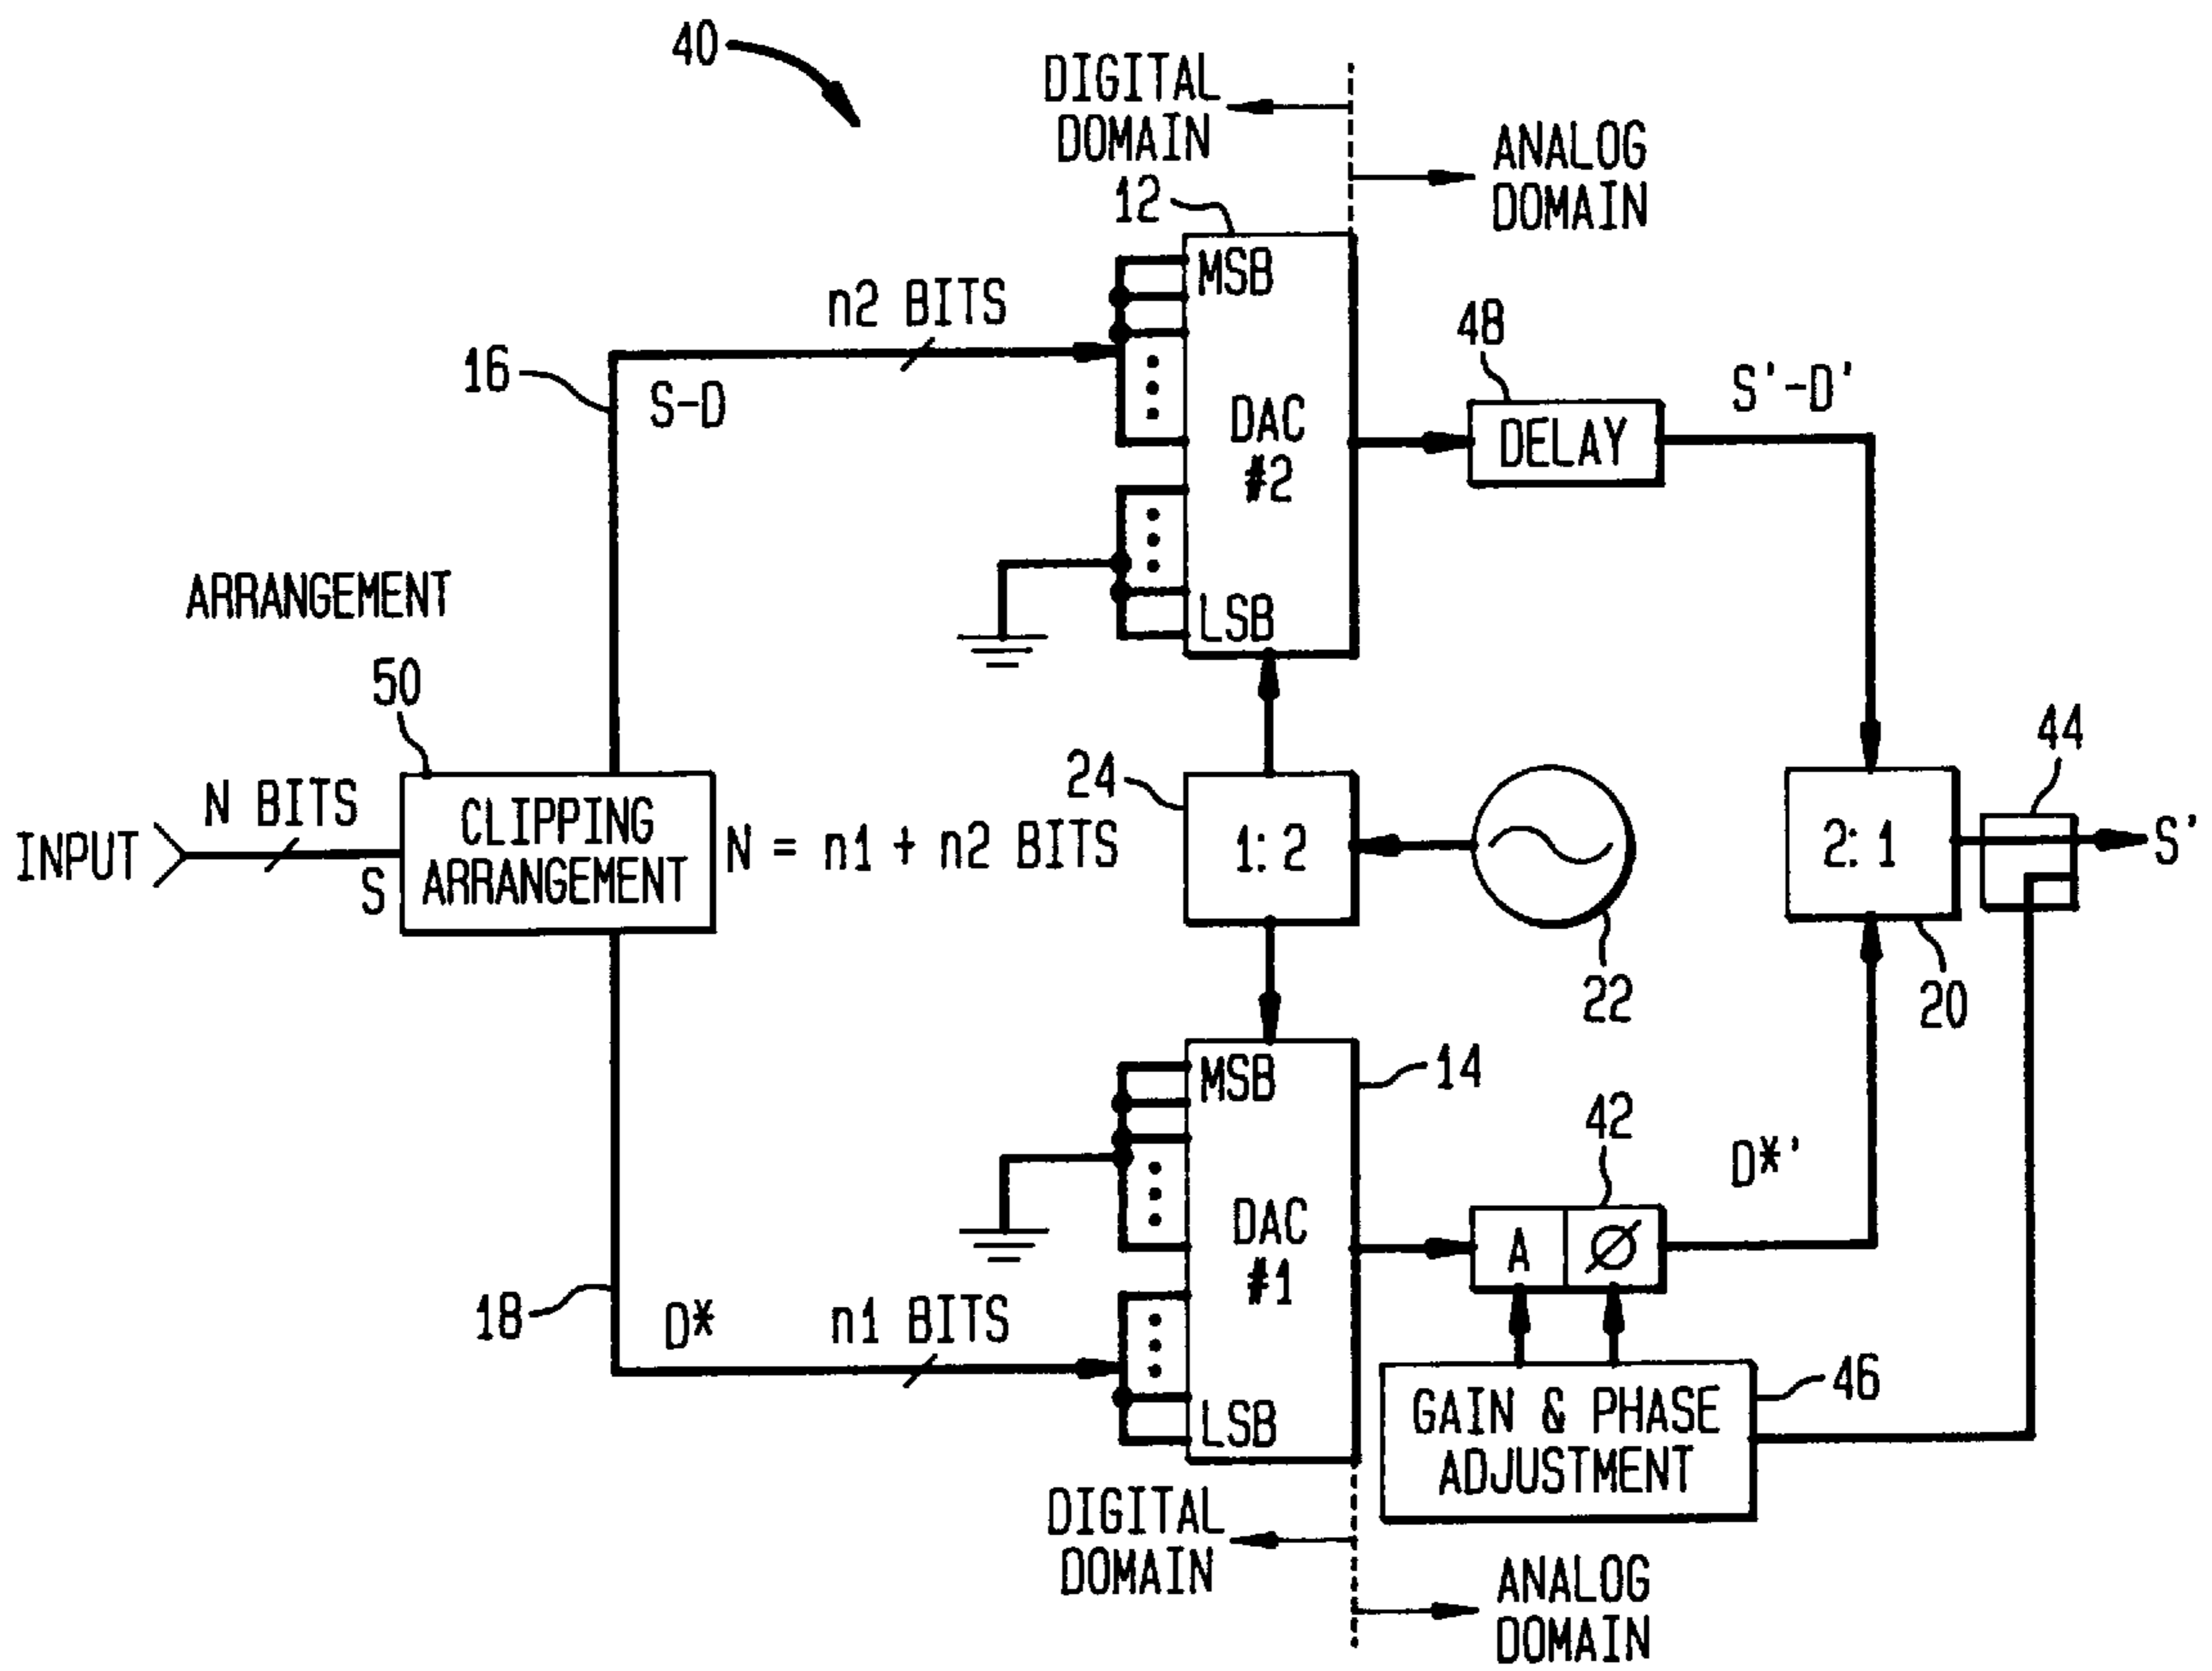 40
DIGITAL
DOMAIN
ANALOG
DOMAIN
12
MSB
n2 BITS
16
S-D
DAC
#2
48
DELAY
S'-D'
LSB
ARRANGEMENT
50
N BITS
INPUT
S
CLIPPING
ARRANGEMENT
N = n1 + n2 BITS
24
1:2
22
2:1
44
S'
20
MSB
14
DAC
#1
42
A Ø
D*'
18
D*
n1 BITS
LSB
GAIN & PHASE
ADJUSTMENT
46
DIGITAL
DOMAIN
ANALOG
DOMAIN